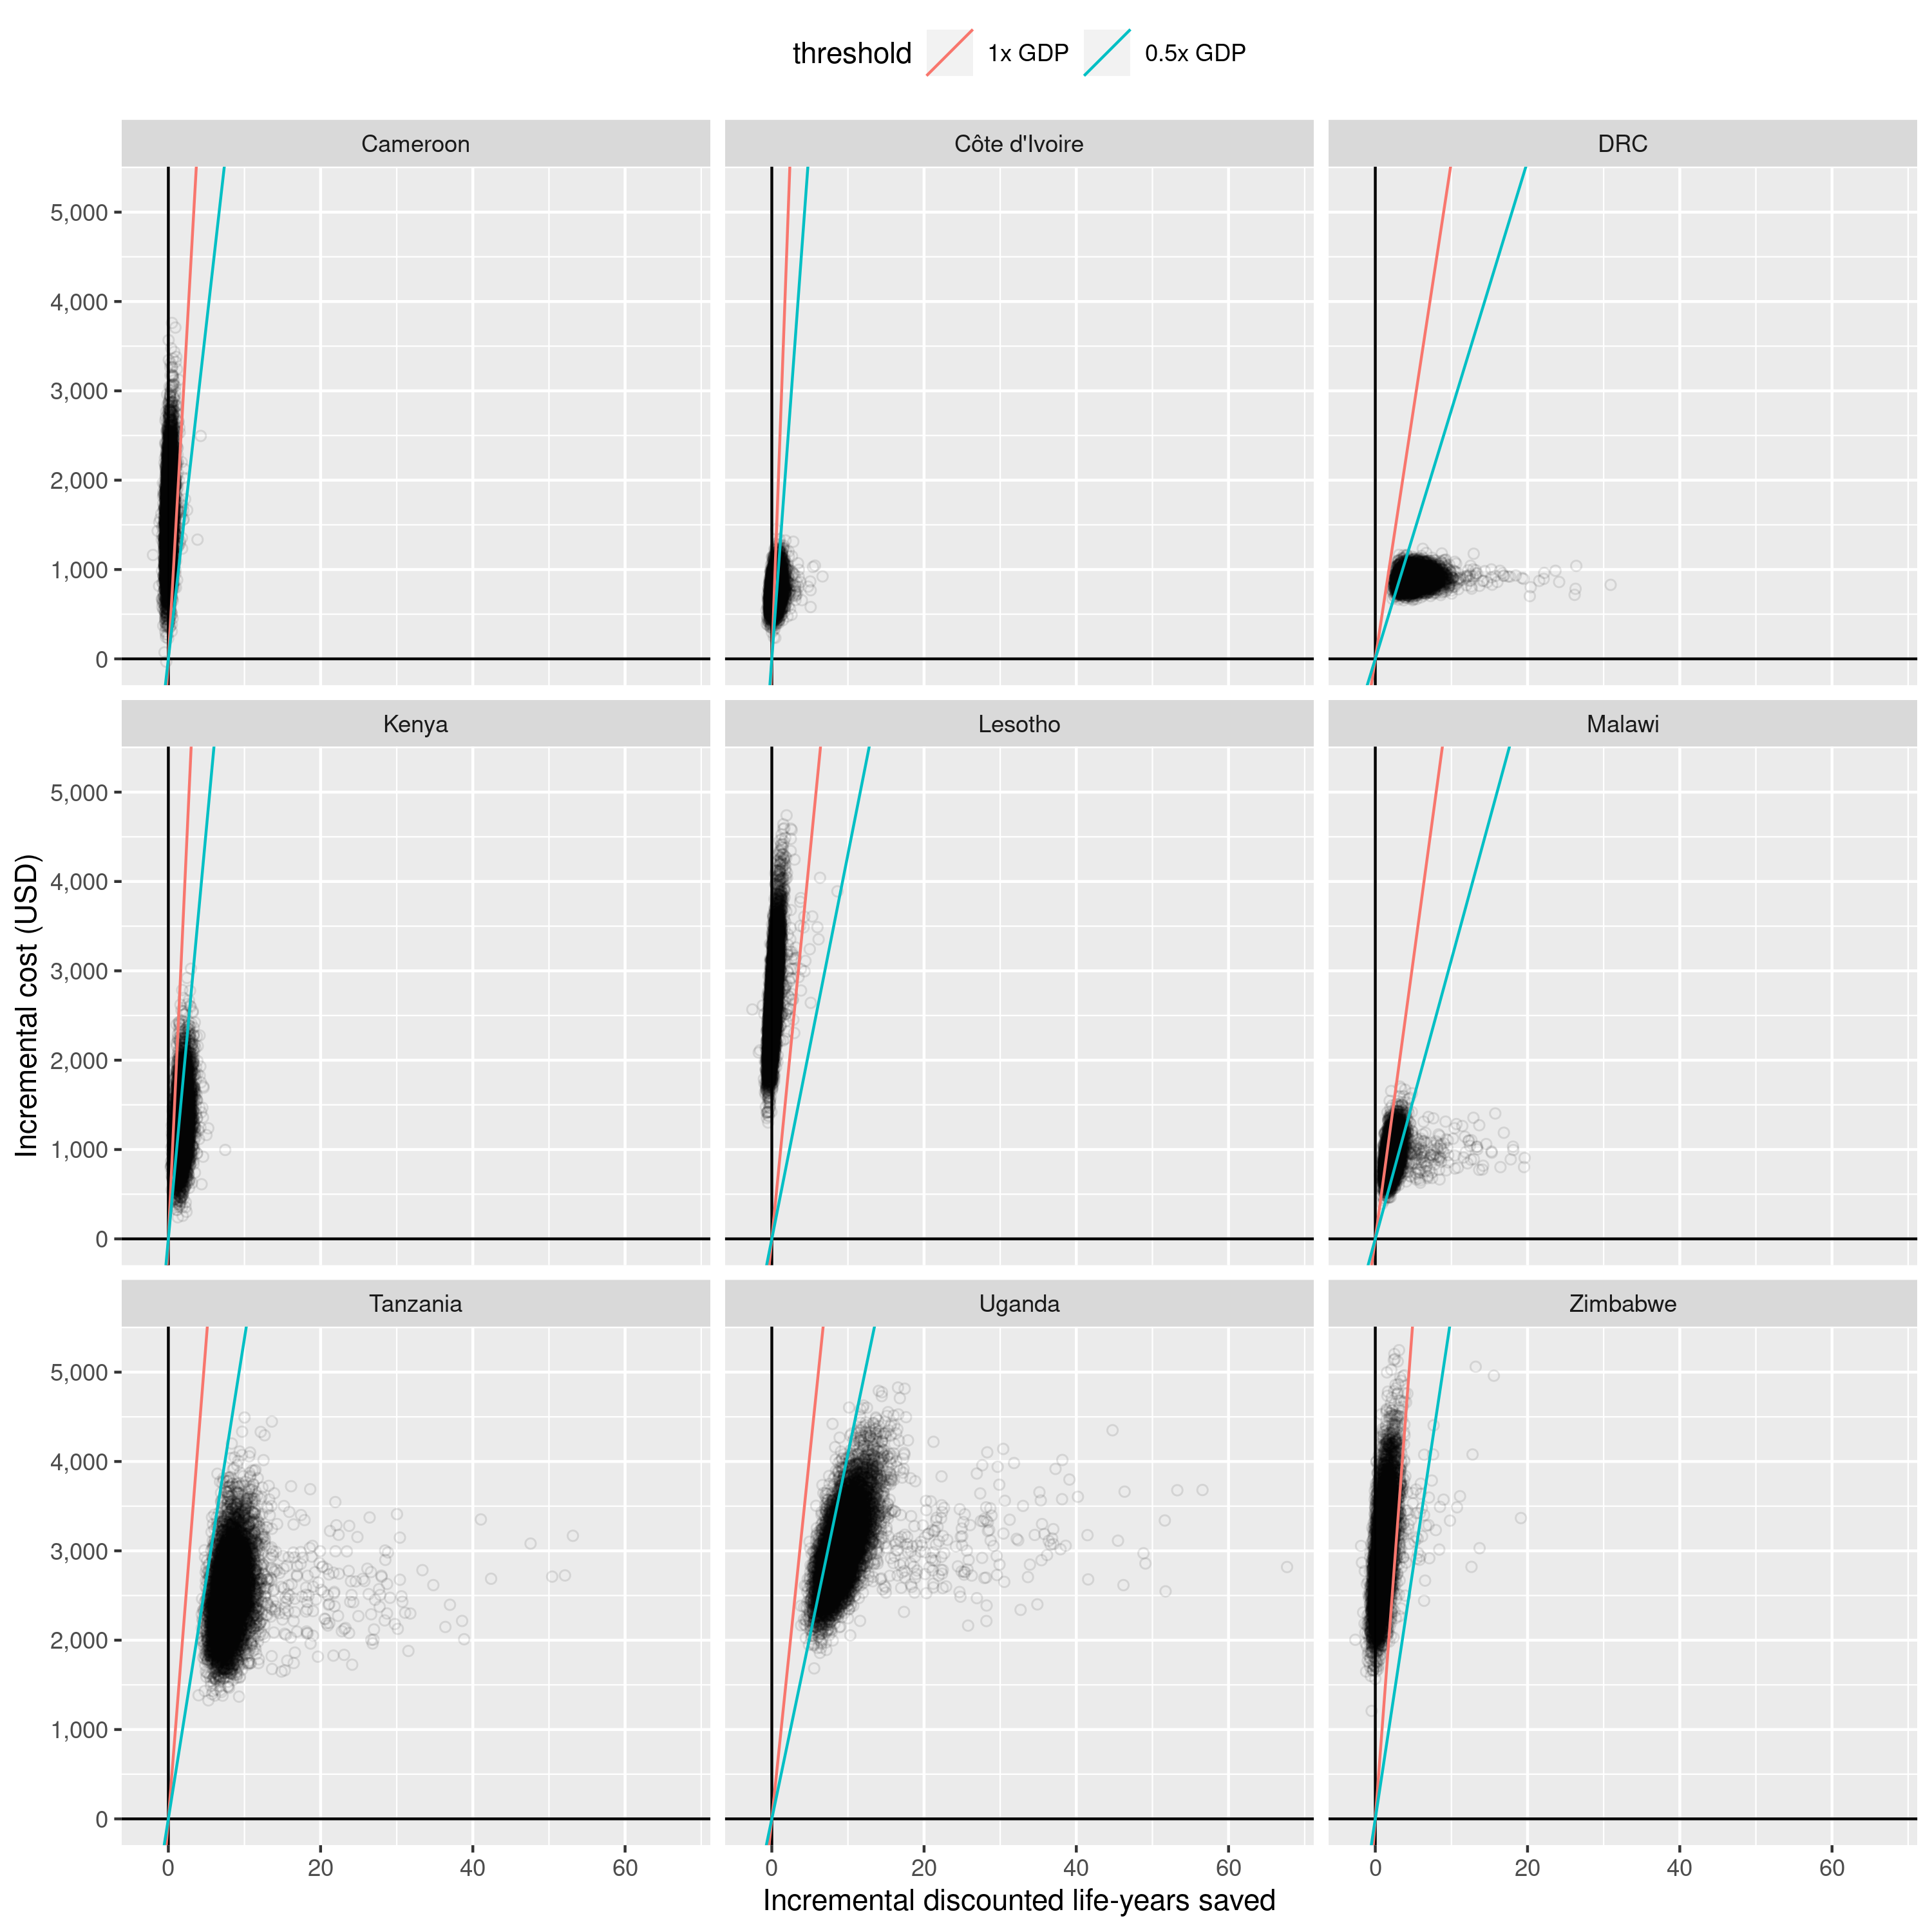 threshold 1x GDP 0.5x GDP
Cameroon Côte d'Ivoire DRC
5,000
4,000
3,000
2,000
1,000
0
Kenya Lesotho Malawi
5,000
4,000
3,000
2,000
1,000
0
Incremental cost (USD)
Tanzania Uganda Zimbabwe
5,000
4,000
3,000
2,000
1,000
0
0 20 40 60 0 20 40 60 0 20 40 60
Incremental discounted life-years saved